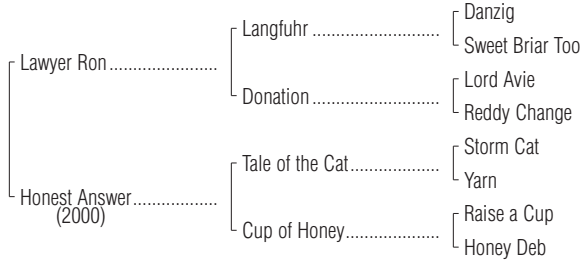 Danzig
Langfuhr ................................
Sweet Briar Too
Lawyer Ron ...........................
Lord Avie
Donation ................................
Reddy Change
Storm Cat
Tale of the Cat ......................
Yarn
Honest Answer .....................
(2000)
Raise a Cup
Cup of Honey .......................
Honey Deb